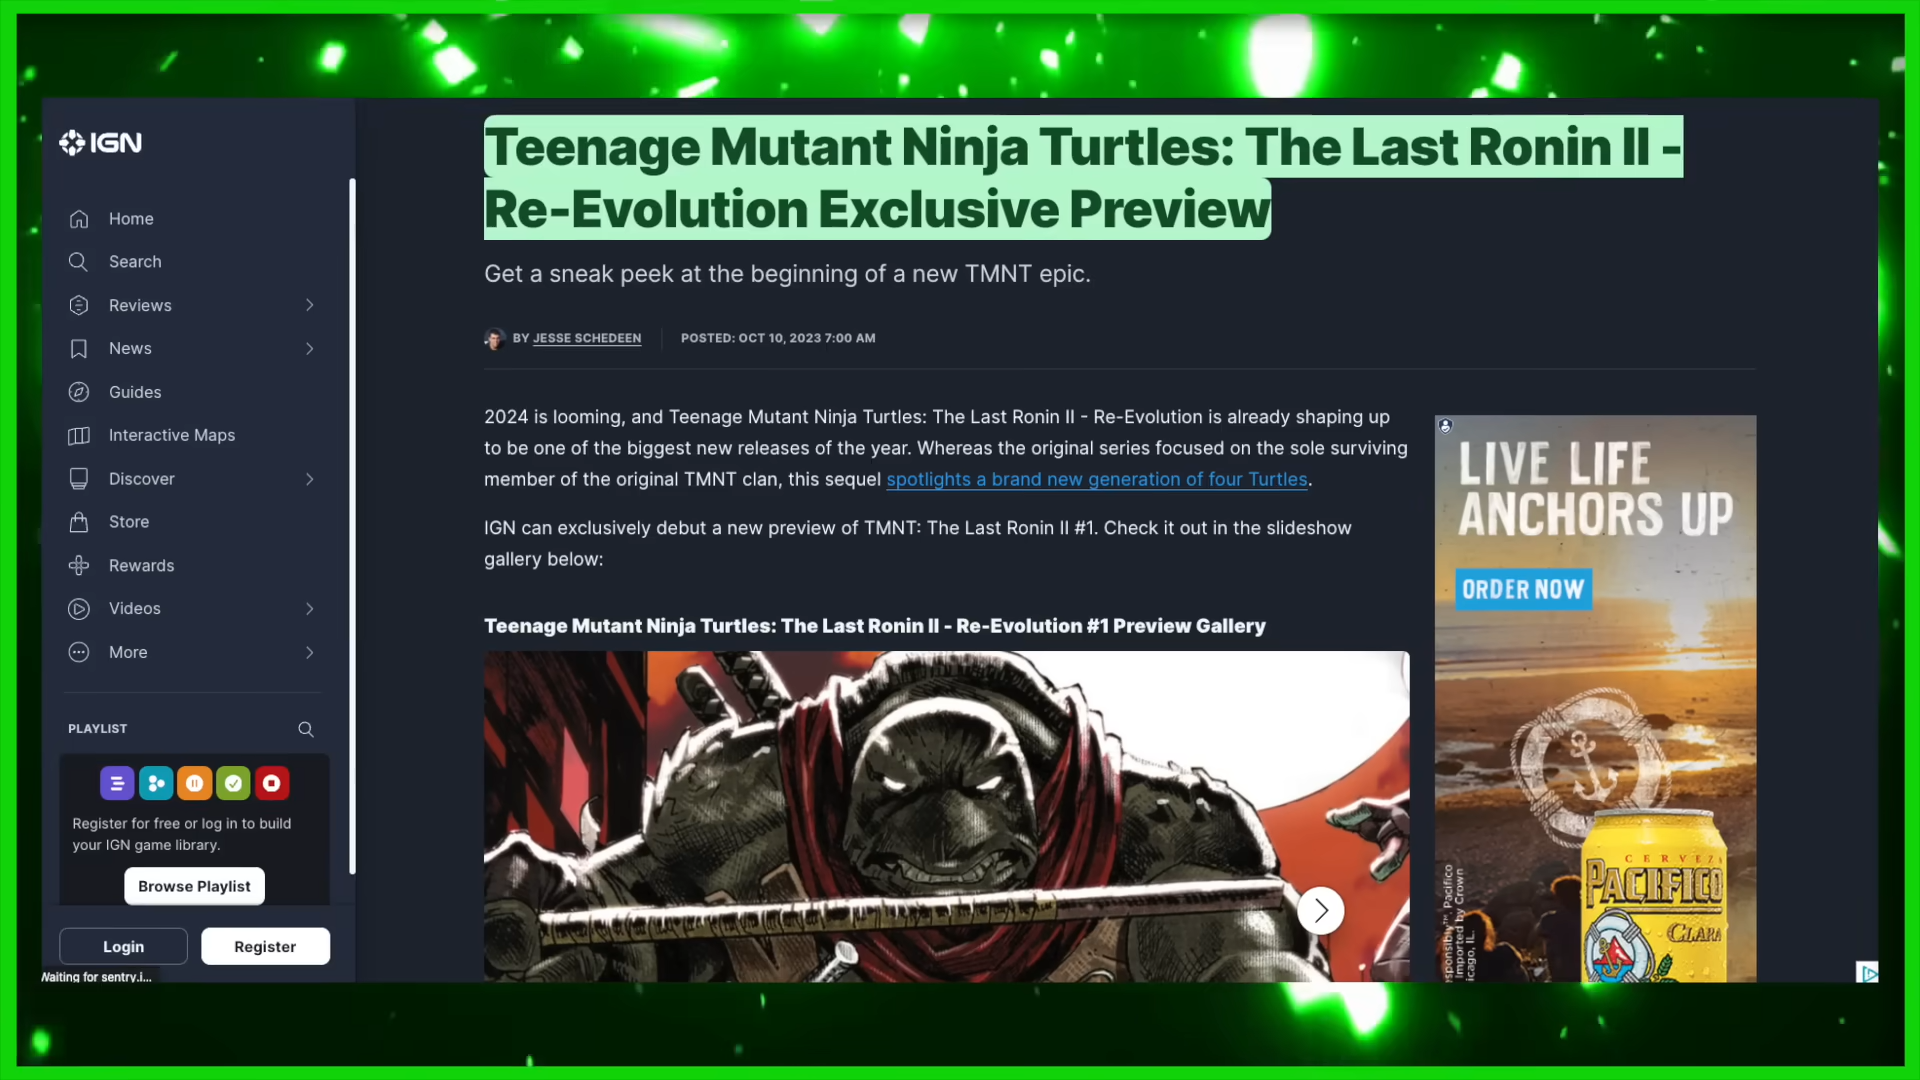 IGN
Home
Search
Reviews
News
Guides
Interactive Maps
Discover
Store
Rewards
Videos
More
PLAYLIST
Register for free or log in to build
your IGN game library.
Browse Playlist
Login
Register
Waiting for sentry.i...
Teenage Mutant Ninja Turtles: The Last Ronin II -
Re-Evolution Exclusive Preview
Get a sneak peek at the beginning of a new TMNT epic.
BY JESSE SCHEDEEN
POSTED: OCT 10, 2023 7:00 AM
2024 is looming, and Teenage Mutant Ninja Turtles: The Last Ronin II - Re-Evolution is already shaping up
to be one of the biggest new releases of the year. Whereas the original series focused on the sole surviving
member of the original TMNT clan, this sequel spotlights a brand new generation of four Turtles.
IGN can exclusively debut a new preview of TMNT: The Last Ronin II #1. Check it out in the slideshow
gallery below:
Teenage Mutant Ninja Turtles: The Last Ronin II - Re-Evolution #1 Preview Gallery
LIVE LIFE
ANCHORS UP
ORDER NOW
CERVEZA
PACIFICO
CLARA
Pacifico
Imported by Crown